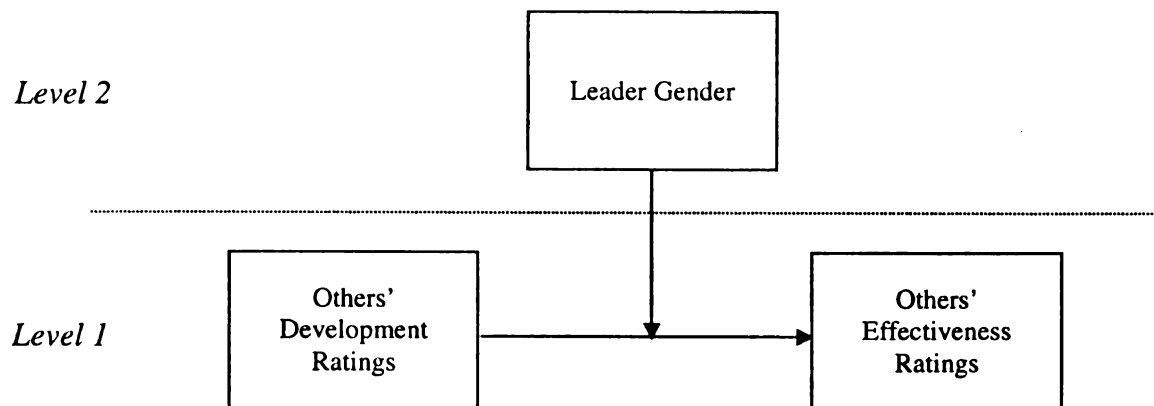 Level 2
Leader Gender
Level 1
Others'
Development
Ratings
Others'
Effectiveness
Ratings